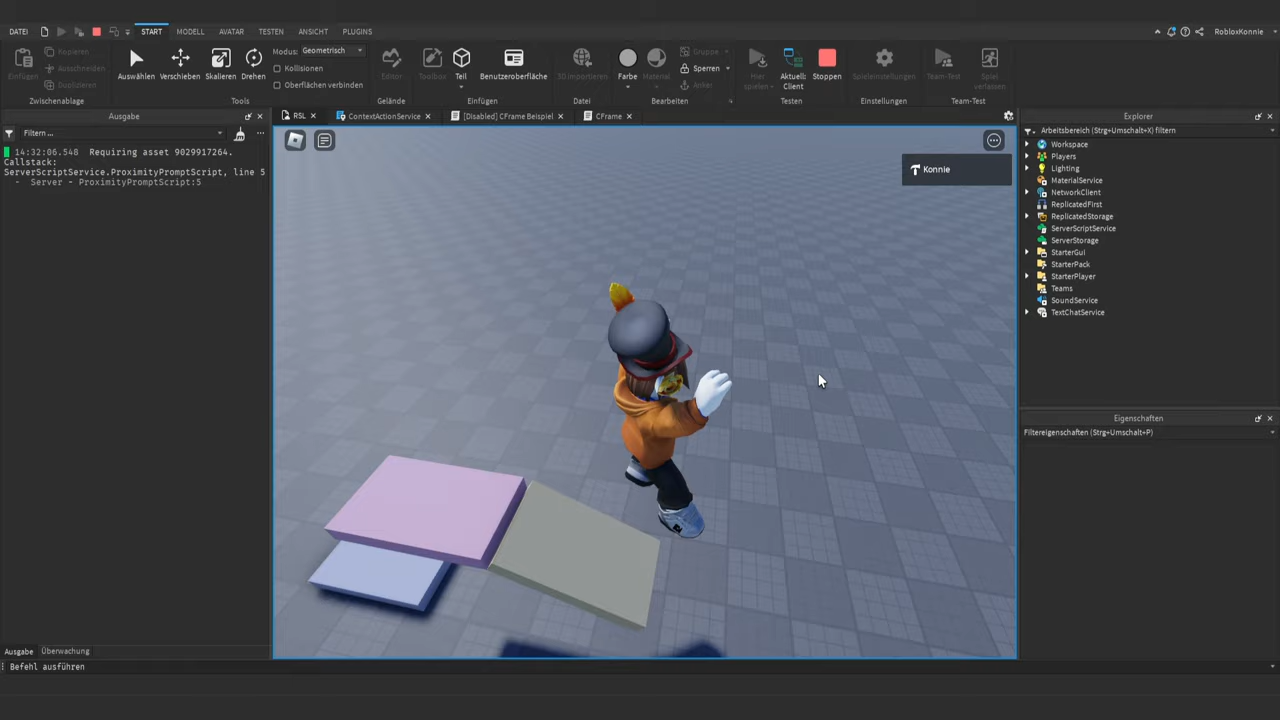 DATEI START MODELL AVATAR TESTEN ANSICHT PLUGINS RobloxKonnie
Einfügen Kopieren Ausschneiden Duplizieren
Auswählen Verschieben Skalieren Drehen
Modus: Geometrisch
Kollisionen
Oberflächen verbinden
Editor Toolbox Teil Benutzeroberfläche 3D importieren Farbe Material
Gruppe
Sperren
Anker
Hier spielen Aktuell: Client Stoppen Spieleinstellungen Team-Test Spiel verlassen
Zwischenablage Tools Gelände Einfügen Datei Bearbeiten Testen Einstellungen Team-Test
Ausgabe
Filtern ...
14:32:06.548 Requiring asset 9029917264.
Callstack:
ServerScriptService.ProximityPromptScript, line 5
- Server - ProximityPromptScript:5
RSL ContextActionService [Disabled] CFrame Beispiel CFrame
Konnie
Explorer
Arbeitsbereich (Strg+Umschalt+X) filtern
Workspace
Players
Lighting
MaterialService
NetworkClient
ReplicatedFirst
ReplicatedStorage
ServerScriptService
ServerStorage
StarterGui
StarterPack
StarterPlayer
Teams
SoundService
TextChatService
Eigenschaften
Filtereigenschaften (Strg+Umschalt+P)
Ausgabe Überwachung
Befehl ausführen